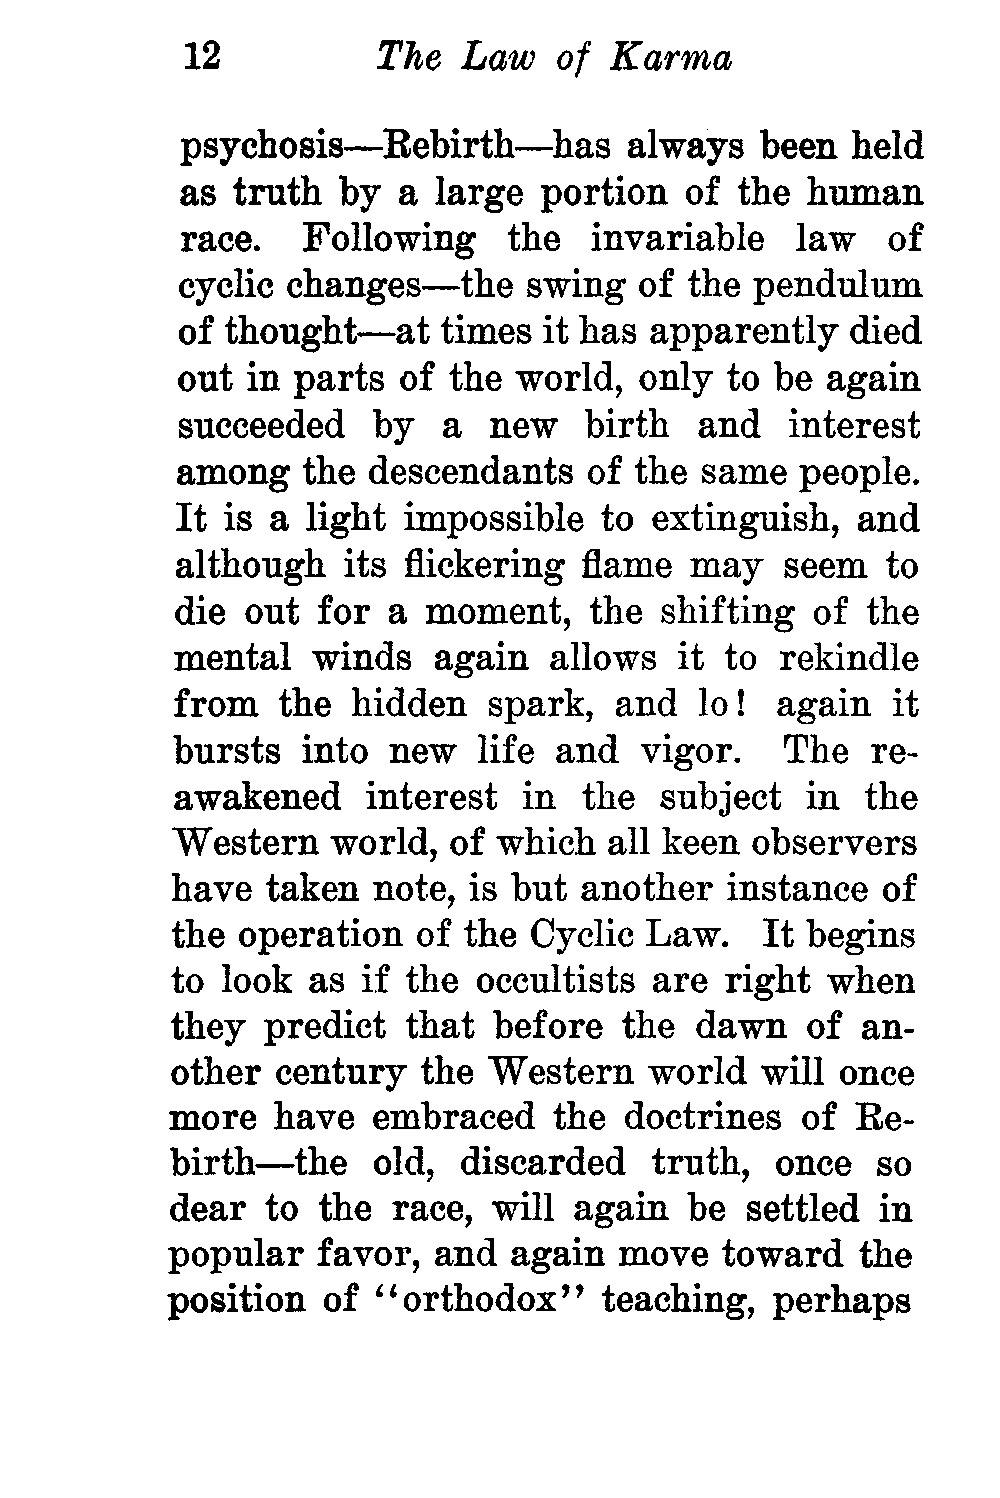 12 The Law of Karma
psychosis—Rebirth—has always been held
as truth by a large portion of the human
race. Following the invariable law of
cyclic changes—the swing of the pendulum
of thought—at times it has apparently died
out in parts of the world, only to be again
succeeded by a new birth and interest
among the descendants of the same people.
It is a light impossible to extinguish, and
although its flickering flame may seem to
die out for a moment, the shifting of the
mental winds again allows it to rekindle
from the hidden spark, and lo! again it
bursts into new life and vigor. The re-
awakened interest in the subject in the
Western world, of which all keen observers
have taken note, is but another instance of
the operation of the Cyclic Law. It begins
to look as if the occultists are right when
they predict that before the dawn of an-
other century the Western world will once
more have embraced the doctrines of Re-
birth—the old, discarded truth, once so
dear to the race, will again be settled in
popular favor, and again move toward the
position of "orthodox" teaching, perhaps